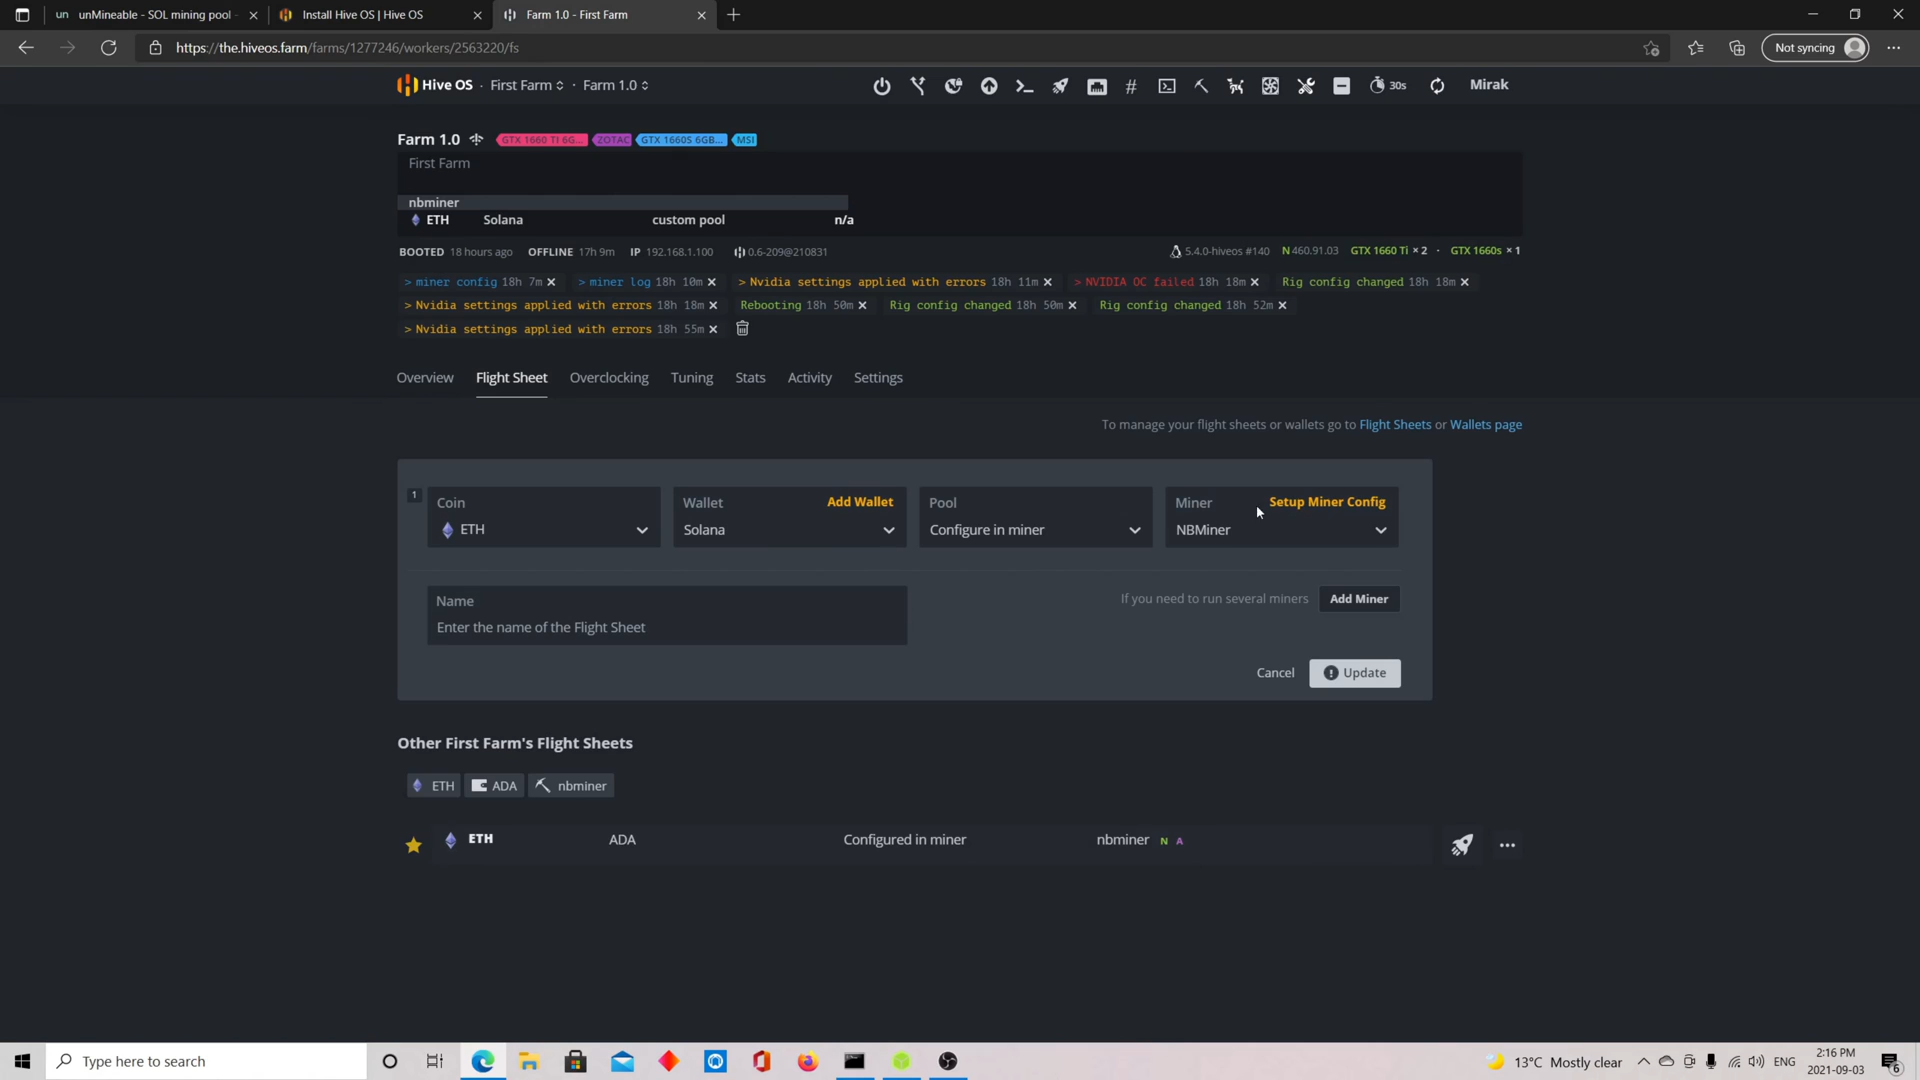 unMineable - SOL mining pool
Install Hive OS | Hive OS
Farm 1.0 - First Farm
https://the.hiveos.farm/farms/1277246/workers/2563220/fs
Not syncing
Hive OS · First Farm · Farm 1.0
30s
Mirak
Farm 1.0 GTX 1660 TI 6G... ZOTAC GTX 1660S 6GB... MSI
First Farm
nbminer
ETH Solana custom pool n/a
BOOTED 18 hours ago OFFLINE 17h 9m IP 192.168.1.100 0.6-209@210831 5.4.0-hiveos #140 N 460.91.03 GTX 1660 Ti × 2 · GTX 1660s × 1
> miner config 18h 7m > miner log 18h 10m > Nvidia settings applied with errors 18h 11m > NVIDIA OC failed 18h 18m Rig config changed 18h 18m
> Nvidia settings applied with errors 18h 18m Rebooting 18h 50m Rig config changed 18h 50m Rig config changed 18h 52m
> Nvidia settings applied with errors 18h 55m
Overview Flight Sheet Overclocking Tuning Stats Activity Settings
To manage your flight sheets or wallets go to Flight Sheets or Wallets page
1 Coin Wallet Add Wallet Pool Miner Setup Miner Config
ETH Solana Configure in miner NBMiner
Name
Enter the name of the Flight Sheet
If you need to run several miners Add Miner
Cancel Update
Other First Farm's Flight Sheets
ETH ADA nbminer
ETH ADA Configured in miner nbminer N A
Type here to search
13°C Mostly clear
ENG
2:16 PM
2021-09-03
6